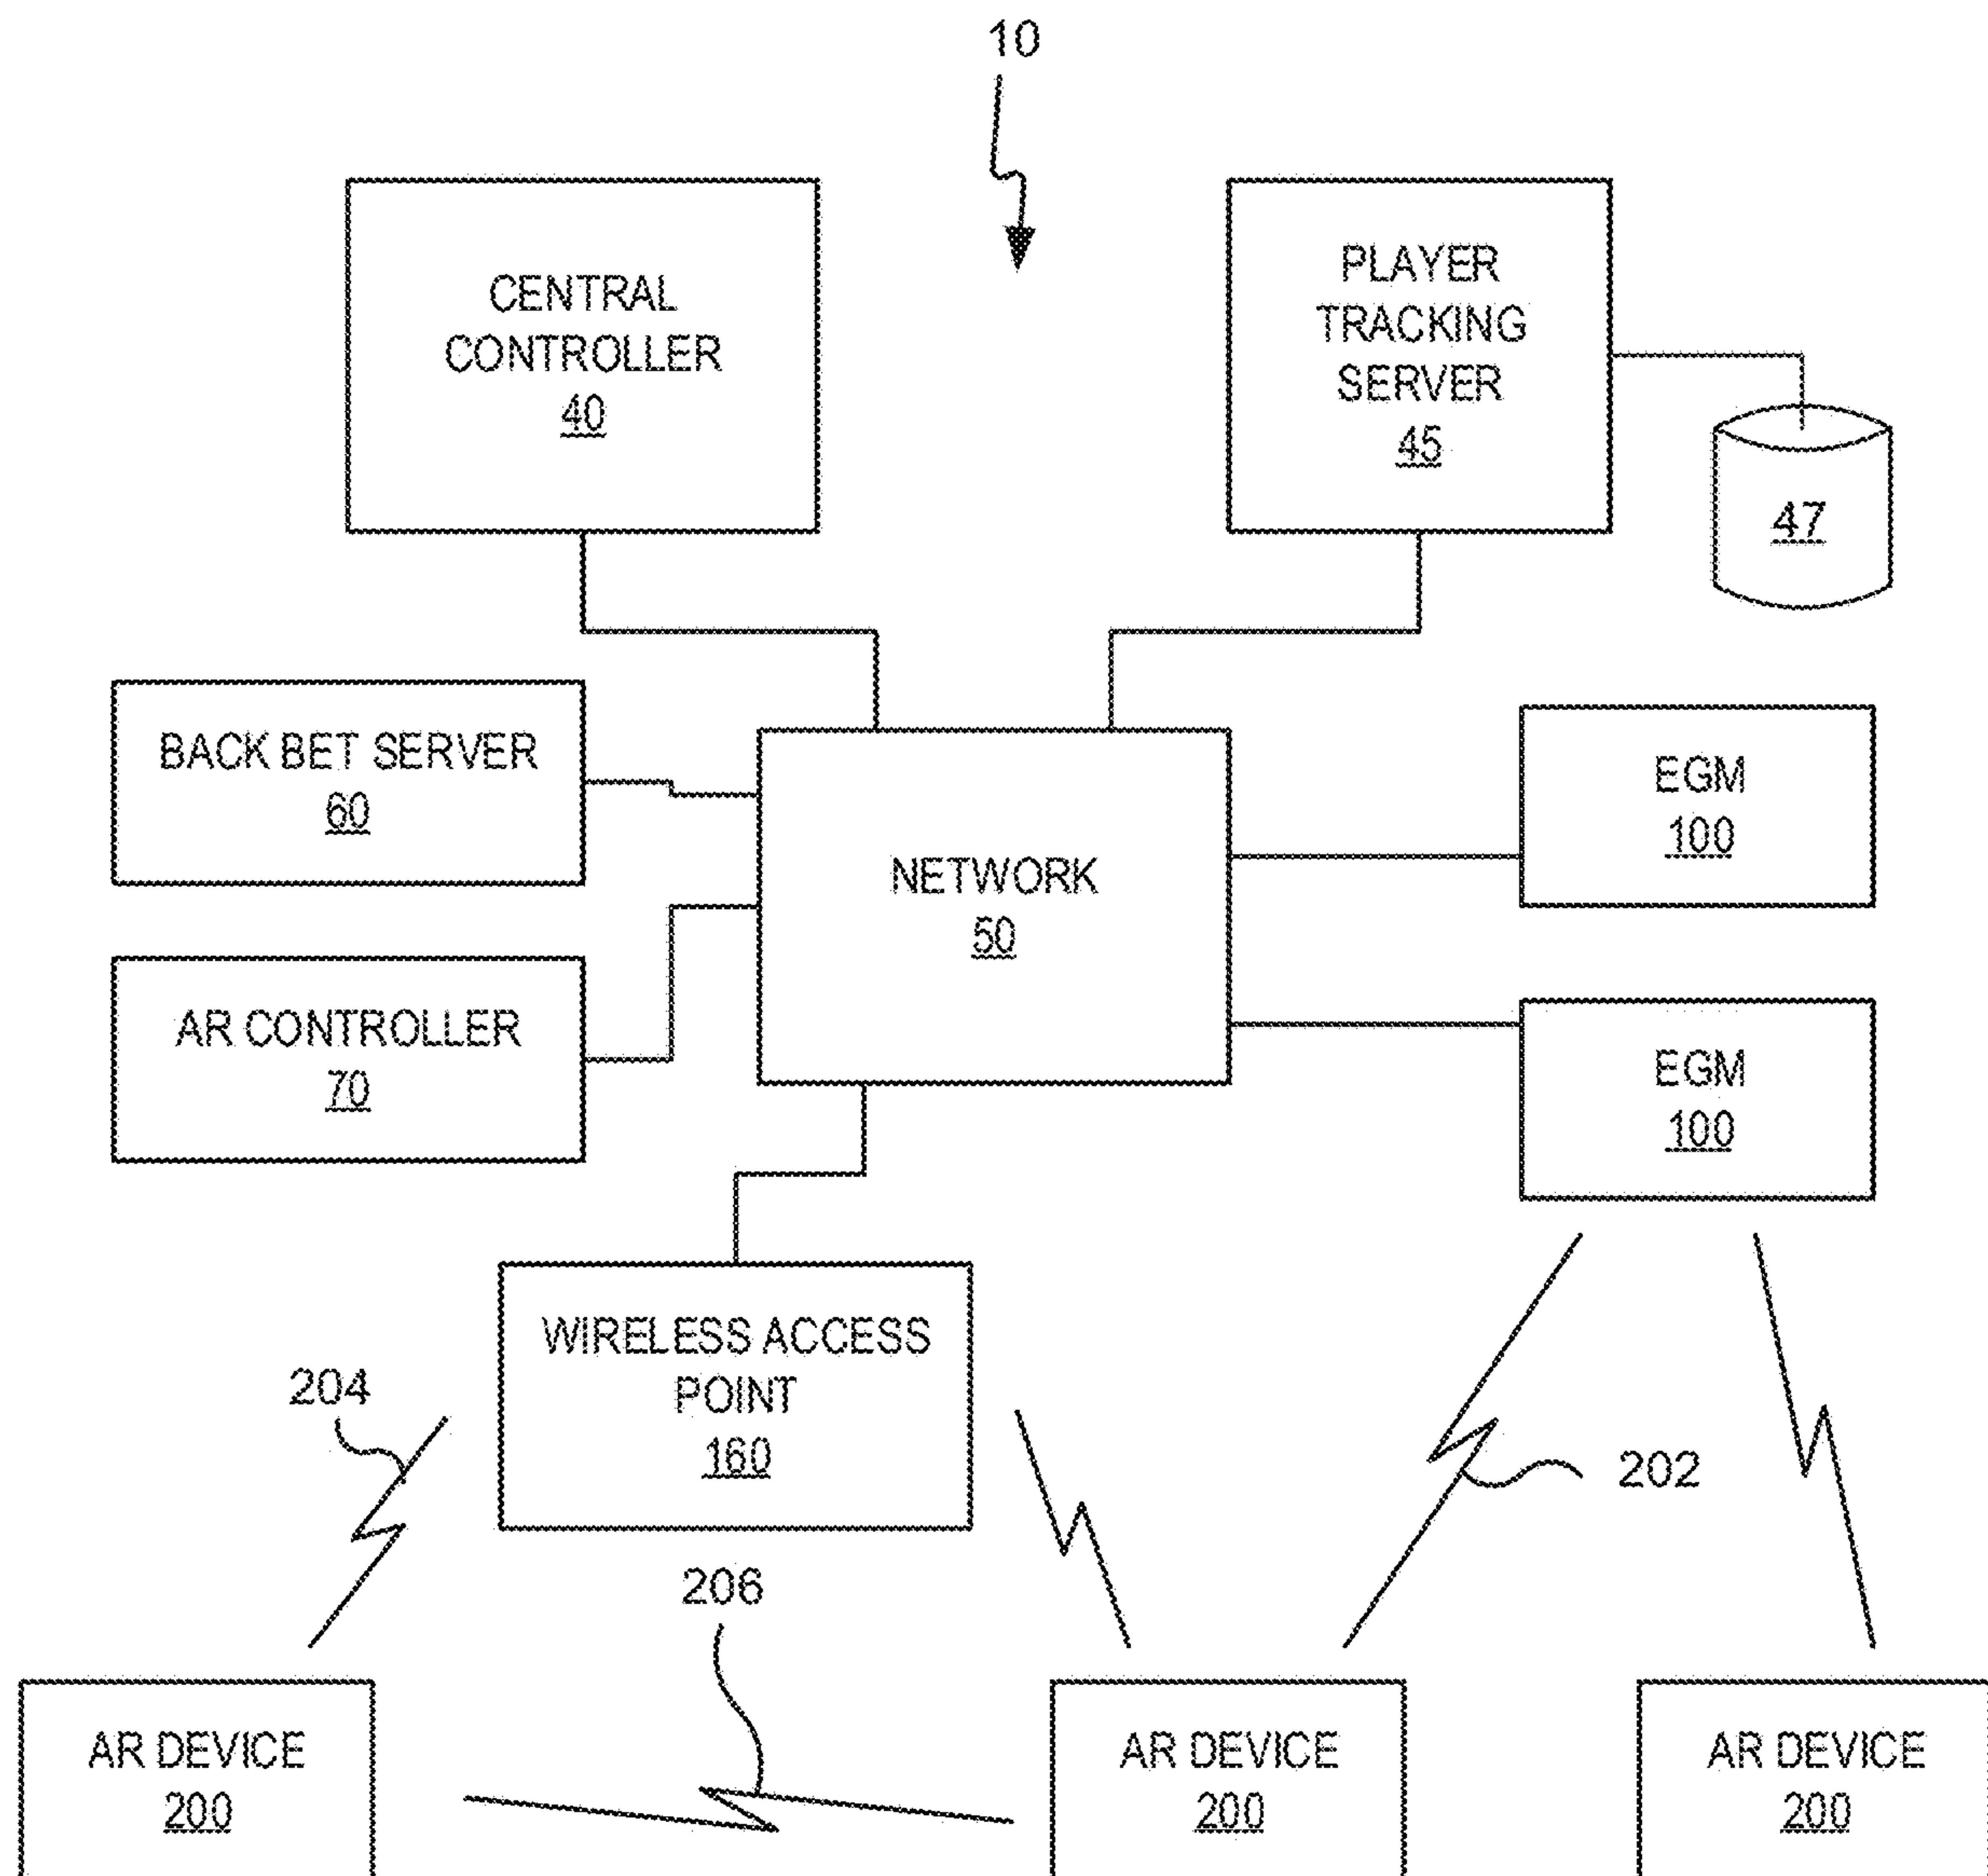 10
CENTRAL
CONTROLLER
40
PLAYER
TRACKING
SERVER
45
47
BACK BET SERVER
60
EGM
100
NETWORK
50
AR CONTROLLER
70
EGM
100
WIRELESS ACCESS
POINT
160
204
202
206
AR DEVICE
200
AR DEVICE
200
AR DEVICE
200